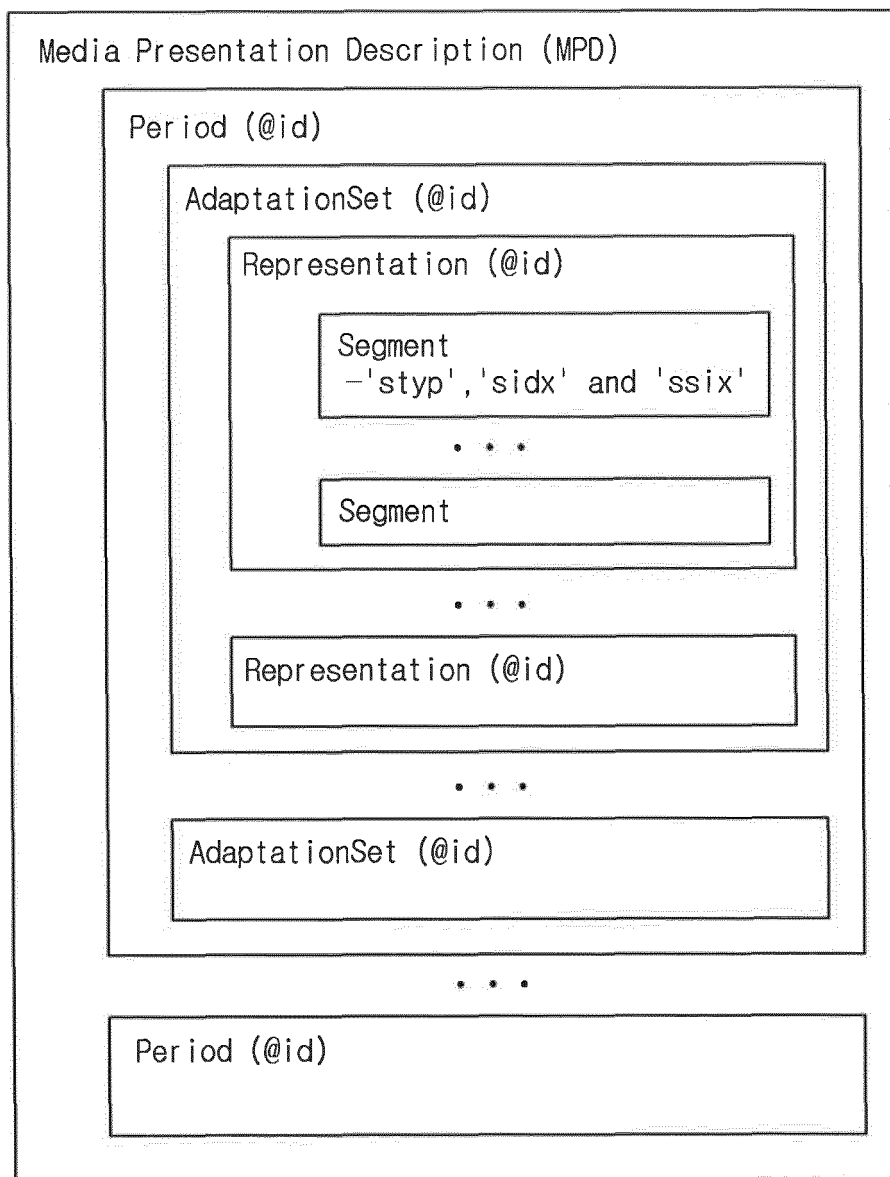 Media Presentation Description (MPD)
Period (@id)
AdaptationSet (@id)
Representation (@id)
Segment
-'styp','sidx' and 'ssix'
. . .
Segment
. . .
Representation (@id)
. . .
AdaptationSet (@id)
. . .
Period (@id)